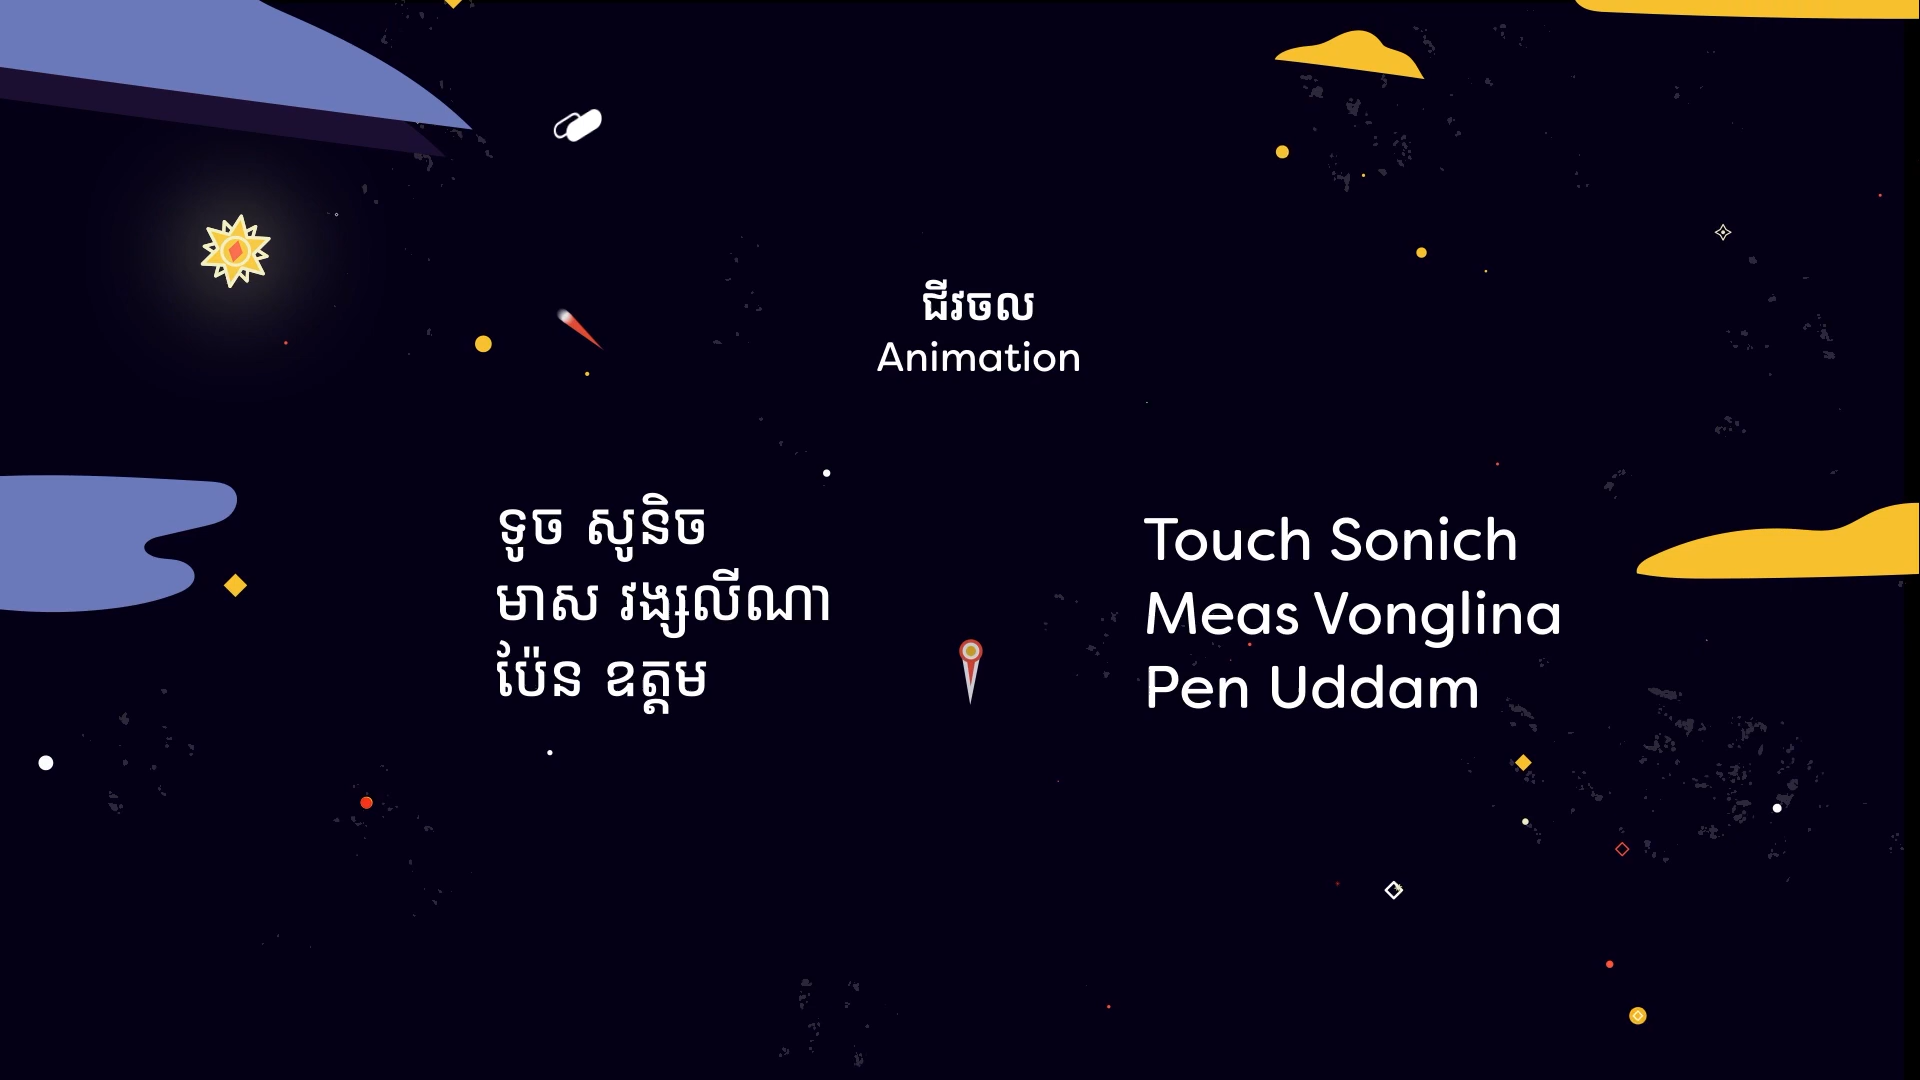 ជីវចល
Animation
ទូច សូនិច
មាស វង្សលីណា
ប៉ែន ឧត្តម
Touch Sonich
Meas Vonglina
Pen Uddam